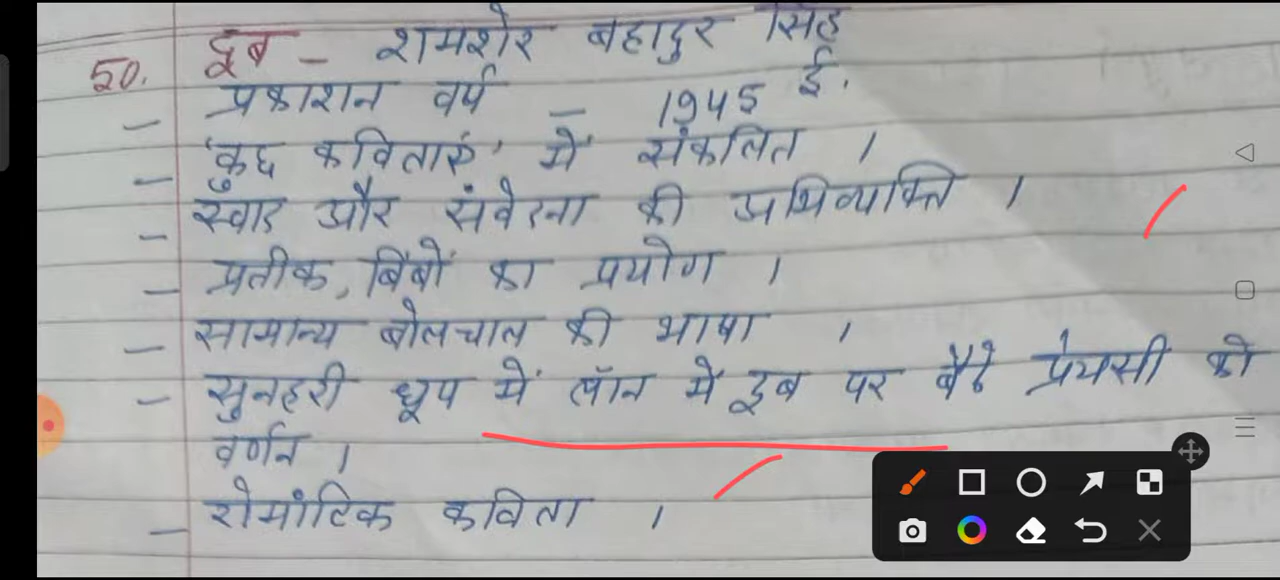 50. दूब – शमशेर बहादुर सिंह
– प्रकाशन वर्ष – 1945 ई.
– 'कुछ कविताएं' में संकलित ।
– स्वाद और संवेदना की अभिव्यक्ति ।
– प्रतीक, बिंबों का प्रयोग ।
– सामान्य बोलचाल की भाषा ।
– सुनहरी धूप में लॉन में दूब पर बैठे प्रेयसी को
वर्णन ।
– रोमांटिक कविता ।